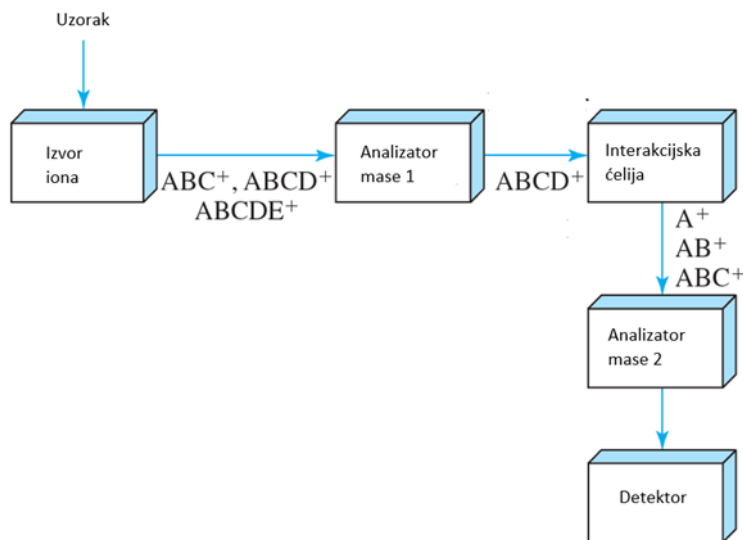 Uzorak
Izvor
iona
ABC⁺, ABCD⁺
ABCDE⁺
Analizator
mase 1
ABCD⁺
Interakcijska
ćelija
A⁺
AB⁺
ABC⁺
Analizator
mase 2
Detektor